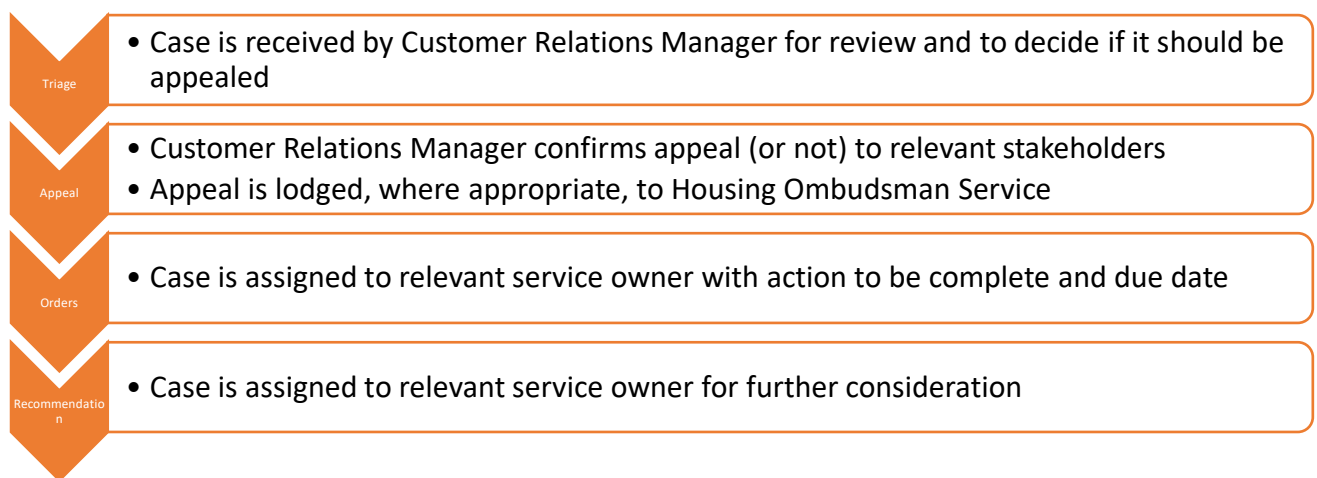 Triage
• Case is received by Customer Relations Manager for review and to decide if it should be
appealed
Appeal
• Customer Relations Manager confirms appeal (or not) to relevant stakeholders
• Appeal is lodged, where appropriate, to Housing Ombudsman Service
Orders
• Case is assigned to relevant service owner with action to be complete and due date
Recommendatio
n
• Case is assigned to relevant service owner for further consideration